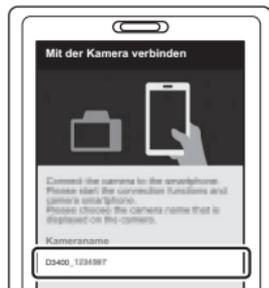 Mit der Kamera verbinden
Connect the camera to the smartphone.
Please start the connection functions and
camera smartphone.
Please choose the camera name that is
displayed on the camera.
Kameraname
D3400_1234567